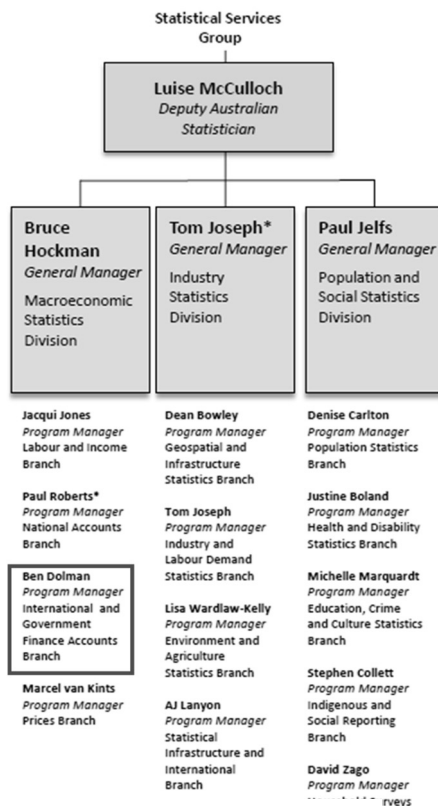 Statistical Services
Group
Luise McCulloch
Deputy Australian
Statistician
Bruce
Hockman
General Manager
Macroeconomic
Statistics
Division
Tom Joseph*
General Manager
Industry
Statistics
Division
Paul Jelfs
General Manager
Population and
Social Statistics
Division
Jacqui Jones
Program Manager
Labour and Income
Branch
Paul Roberts*
Program Manager
National Accounts
Branch
Ben Dolman
Program Manager
International and
Government
Finance Accounts
Branch
Marcel van Kints
Program Manager
Prices Branch
Dean Bowley
Program Manager
Geospatial and
Infrastructure
Statistics Branch
Tom Joseph
Program Manager
Industry and
Labour Demand
Statistics Branch
Lisa Wardlaw-Kelly
Program Manager
Environment and
Agriculture
Statistics Branch
AJ Lanyon
Program Manager
Statistical
Infrastructure and
International
Branch
Denise Carlton
Program Manager
Population Statistics
Branch
Justine Boland
Program Manager
Health and Disability
Statistics Branch
Michelle Marquardt
Program Manager
Education, Crime
and Culture Statistics
Branch
Stephen Collett
Program Manager
Indigenous and
Social Reporting
Branch
David Zago
Program Manager